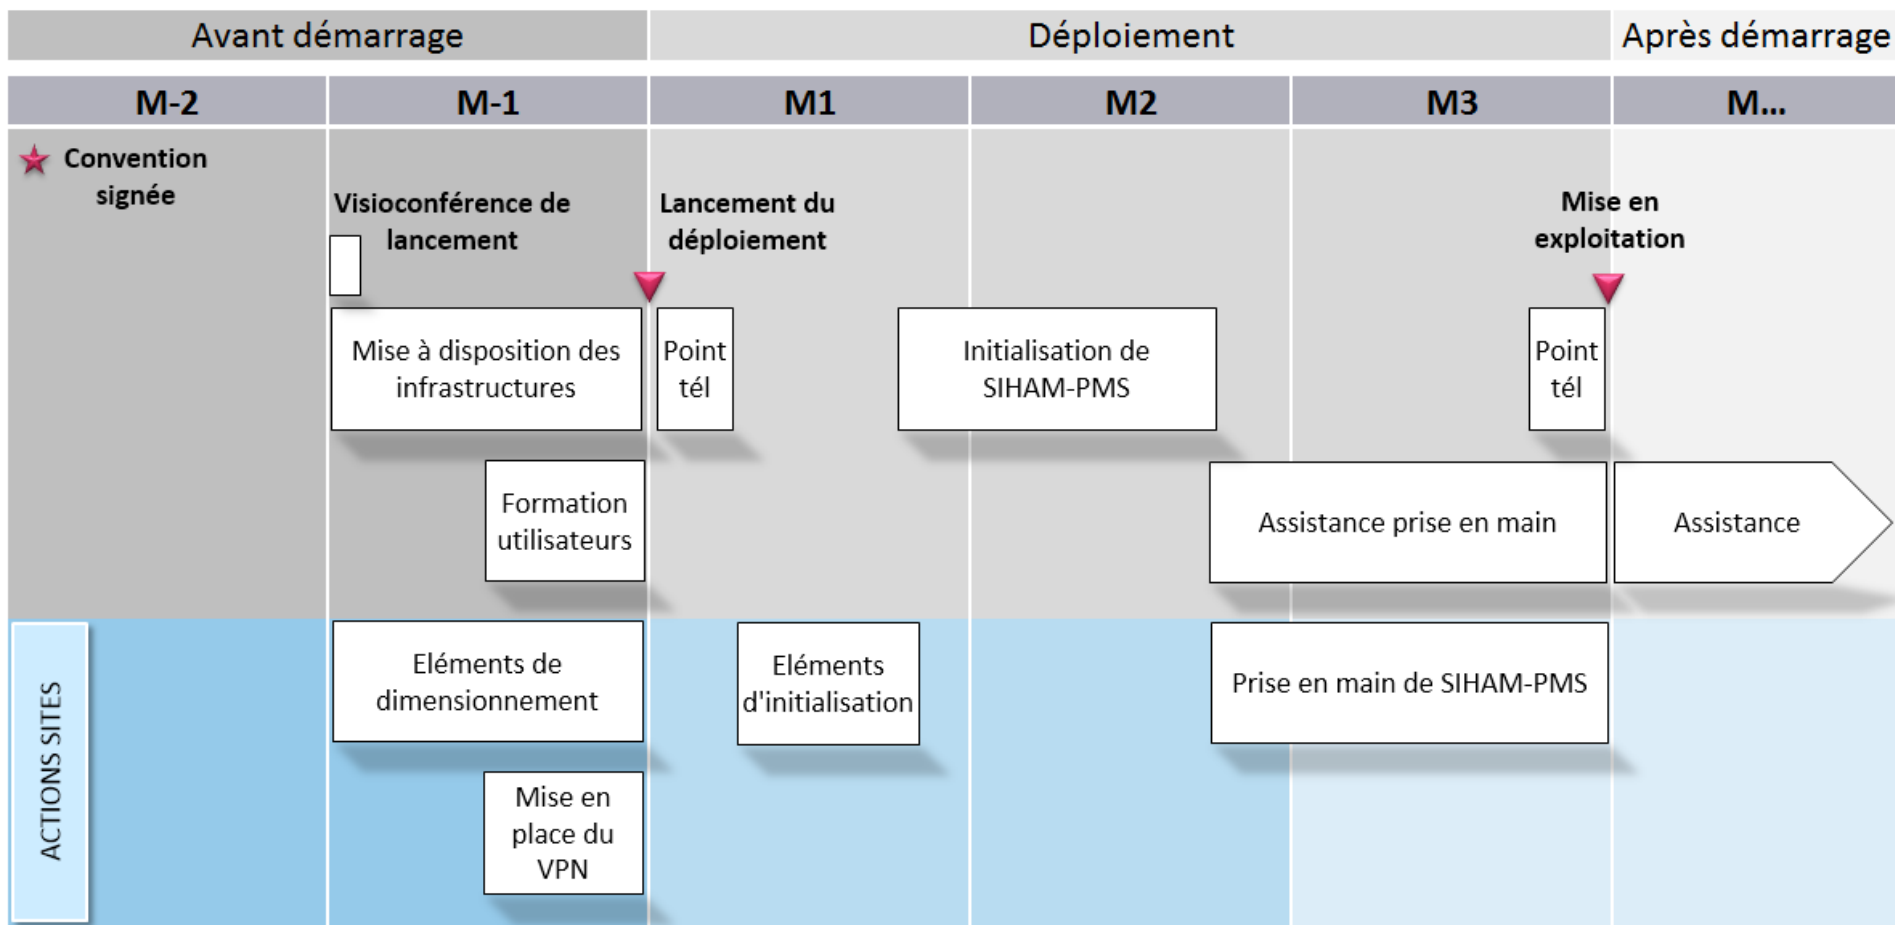 Avant démarrage
Déploiement
Après démarrage
M-2
M-1
M1
M2
M3
M...
Convention
signée
Visioconférence de
lancement
Lancement du
déploiement
Mise en
exploitation
Mise à disposition des
infrastructures
Point
tél
Initialisation de
SIHAM-PMS
Point
tél
Formation
utilisateurs
Assistance prise en main
Assistance
ACTIONS SITES
Eléments de
dimensionnement
Eléments
d'initialisation
Prise en main de SIHAM-PMS
Mise en
place du
VPN